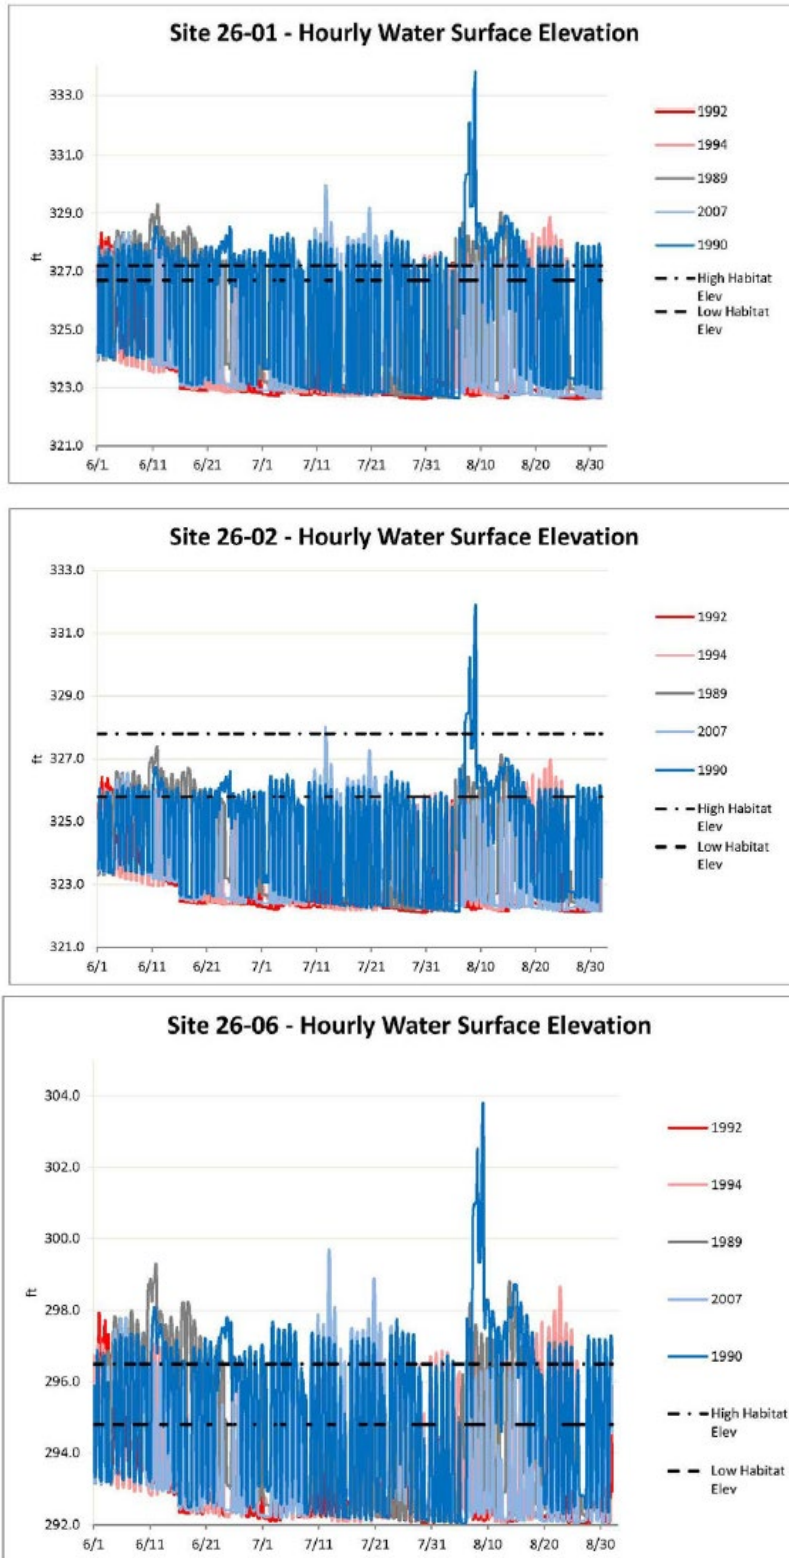 Site 26-01 - Hourly Water Surface Elevation
333.0
331.0
329.0
327.0
325.0
323.0
321.0
ft
6/1 6/11 6/21 7/1 7/11 7/21 7/31 8/10 8/20 8/30
1992
1994
1989
2007
1990
High Habitat
Elev
Low Habitat
Elev
Site 26-02 - Hourly Water Surface Elevation
333.0
331.0
329.0
327.0
325.0
323.0
321.0
ft
6/1 6/11 6/21 7/1 7/11 7/21 7/31 8/10 8/20 8/30
1992
1994
1989
2007
1990
High Habitat
Elev
Low Habitat
Elev
Site 26-06 - Hourly Water Surface Elevation
304.0
302.0
300.0
298.0
296.0
294.0
292.0
ft
6/1 6/11 6/21 7/1 7/11 7/21 7/31 8/10 8/20 8/30
1992
1994
1989
2007
1990
High Habitat
Elev
Low Habitat
Elev